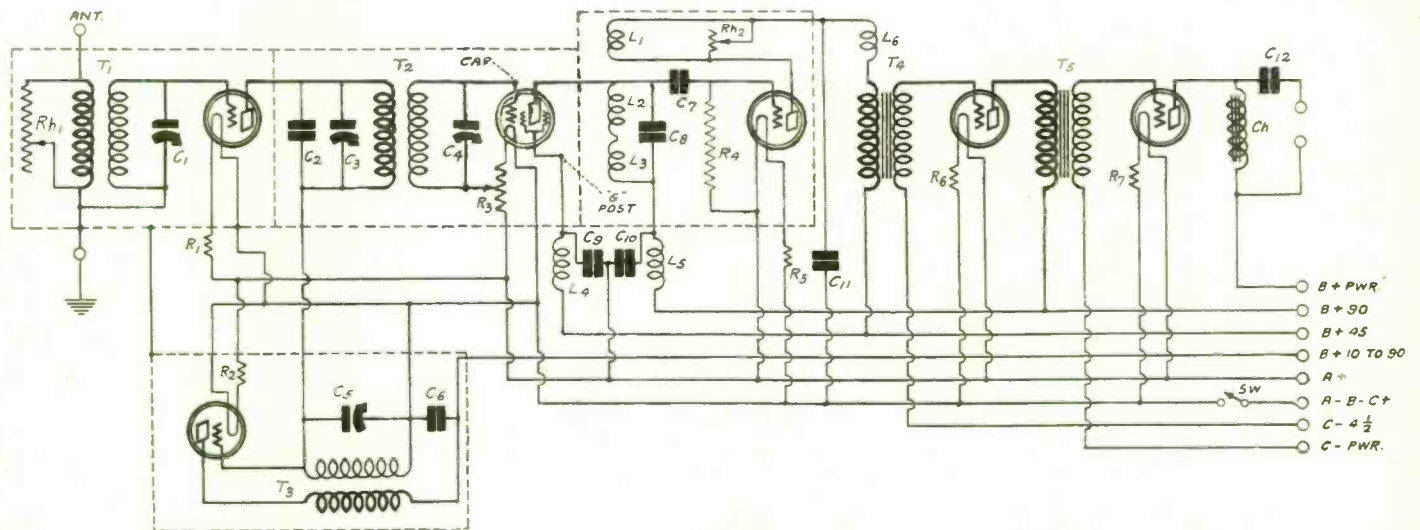 ANT.
T1
Rh1
C1
C2
C3
T2
C4
CAP
R3
"G" POST
L1
Rh2
L2
L3
C7
C8
R4
L6
T4
T5
C12
Ch
R1
R2
C9
C10
L4
L5
R5
C11
R6
R7
C5
C6
T3
B+ PWR.
B+ 90
B+ 45
B+ 10 TO 90
A+
SW
A- B- C+
C- 4 1/2
C- PWR.